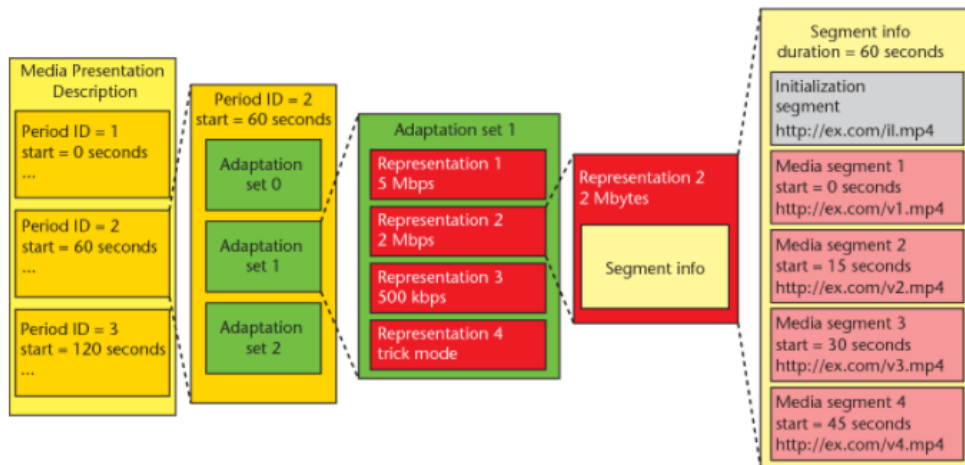 Media Presentation
Description
Period ID = 1
start = 0 seconds
...
Period ID = 2
start = 60 seconds
...
Period ID = 3
start = 120 seconds
...
Period ID = 2
start = 60 seconds
Adaptation
set 0
Adaptation
set 1
Adaptation
set 2
Adaptation set 1
Representation 1
5 Mbps
Representation 2
2 Mbps
Representation 3
500 kbps
Representation 4
trick mode
Representation 2
2 Mbytes
Segment info
Segment info
duration = 60 seconds
Initialization
segment
http://ex.com/il.mp4
Media segment 1
start = 0 seconds
http://ex.com/v1.mp4
Media segment 2
start = 15 seconds
http://ex.com/v2.mp4
Media segment 3
start = 30 seconds
http://ex.com/v3.mp4
Media segment 4
start = 45 seconds
http://ex.com/v4.mp4